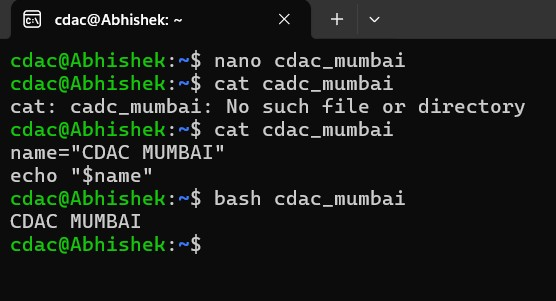 cdac@Abhishek: ~
cdac@Abhishek:~$ nano cdac_mumbai
cdac@Abhishek:~$ cat cadc_mumbai
cat: cadc_mumbai: No such file or directory
cdac@Abhishek:~$ cat cdac_mumbai
name="CDAC MUMBAI"
echo "$name"
cdac@Abhishek:~$ bash cdac_mumbai
CDAC MUMBAI
cdac@Abhishek:~$